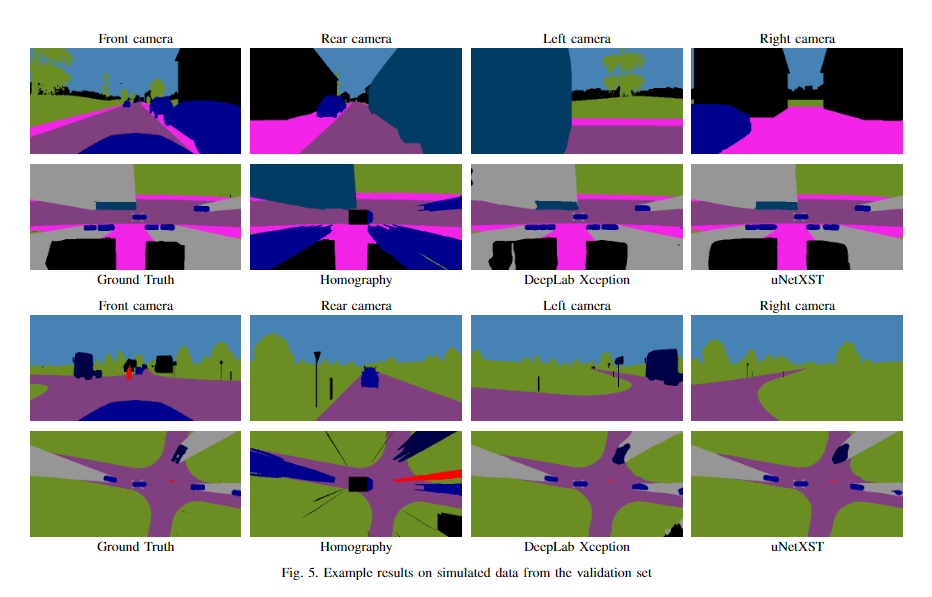 Front camera Rear camera Left camera Right camera
Ground Truth Homography DeepLab Xception uNetXST
Front camera Rear camera Left camera Right camera
Ground Truth Homography DeepLab Xception uNetXST
Fig. 5. Example results on simulated data from the validation set